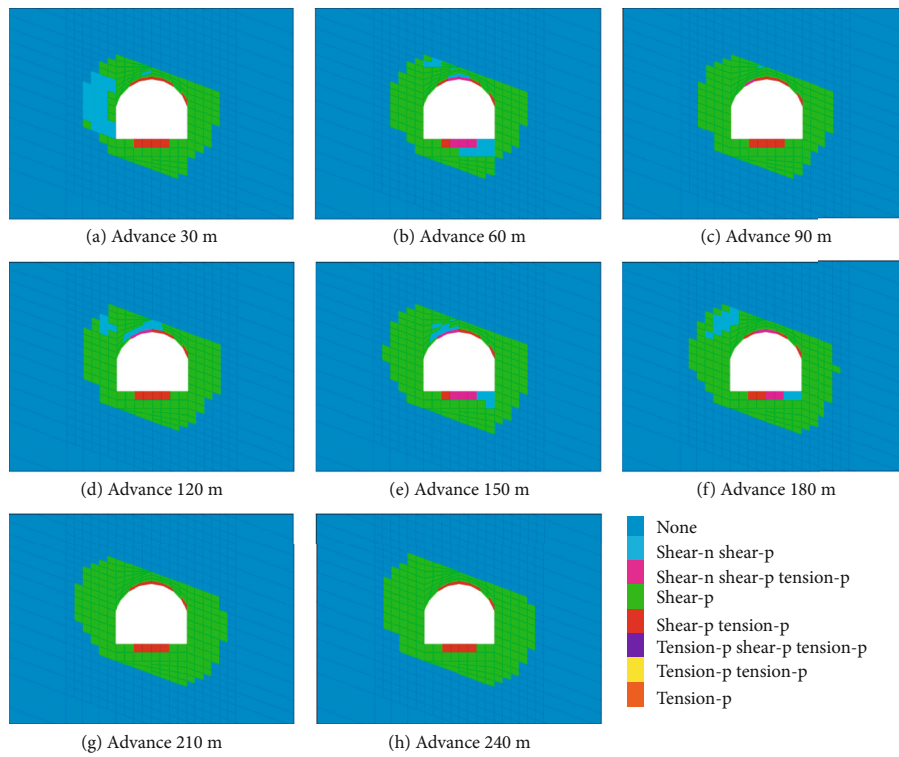 (a) Advance 30 m
(b) Advance 60 m
(c) Advance 90 m
(d) Advance 120 m
(e) Advance 150 m
(f) Advance 180 m
None
Shear-n shear-p
Shear-n shear-p tension-p
Shear-p
Shear-p tension-p
Tension-p shear-p tension-p
Tension-p tension-p
Tension-p
(g) Advance 210 m
(h) Advance 240 m